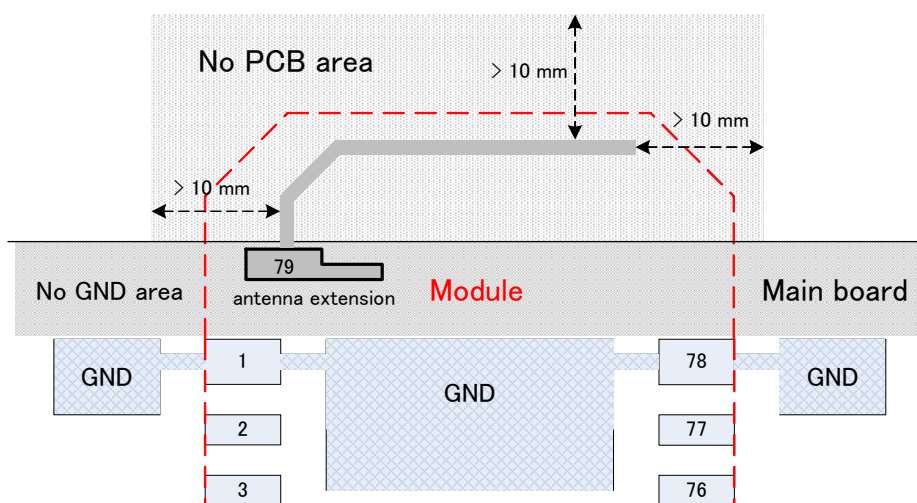 No PCB area
> 10 mm
> 10 mm
> 10 mm
79
antenna extension
No GND area
Module
Main board
GND
1
GND
78
GND
2
77
3
76